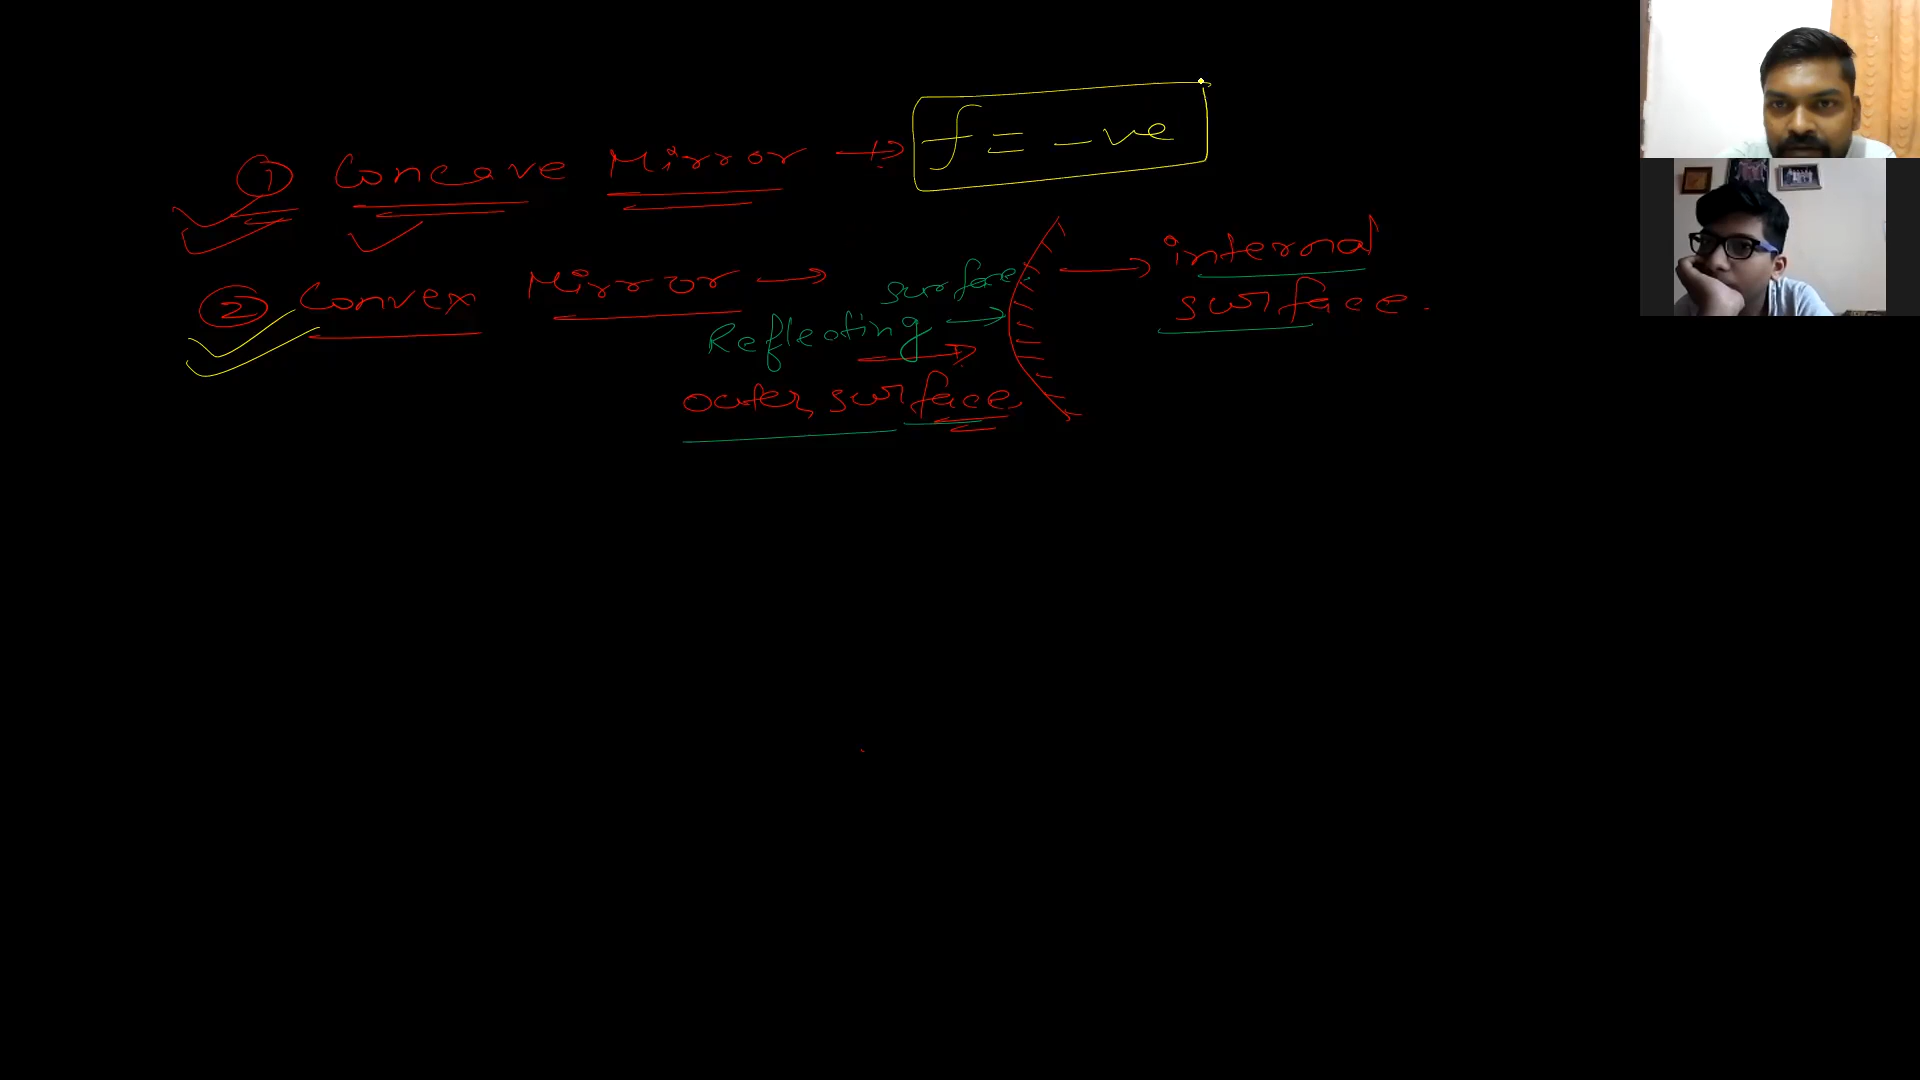 ① Concave Mirror → f = -ve
② Convex Mirror →
surface
Reflecting →
outer surface
→ internal
surface.